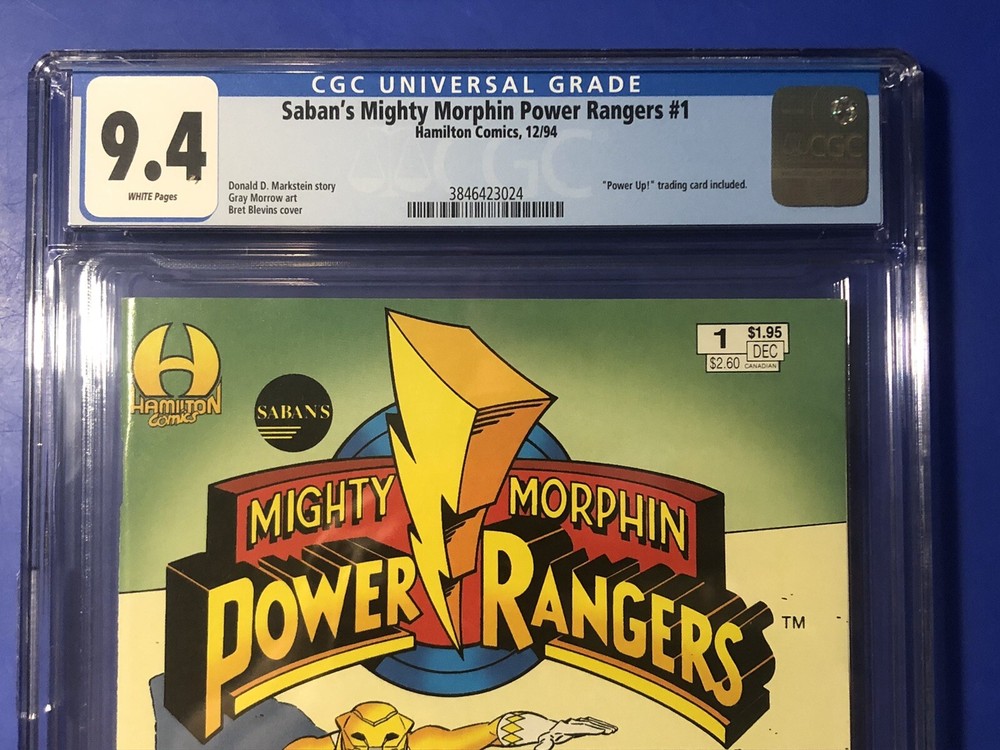 CGC UNIVERSAL GRADE
9.4
WHITE Pages
Saban's Mighty Morphin Power Rangers #1
Hamilton Comics, 12/94
Donald D. Markstein story
Gray Morrow art
Bret Blevins cover
3846423024
"Power Up!" trading card included.
CGC
CGC
HAMILTON
COMICS
SABAN'S
1 $1.95
$2.60 DEC
CANADIAN
MIGHTY MORPHIN
POWER RANGERS
TM